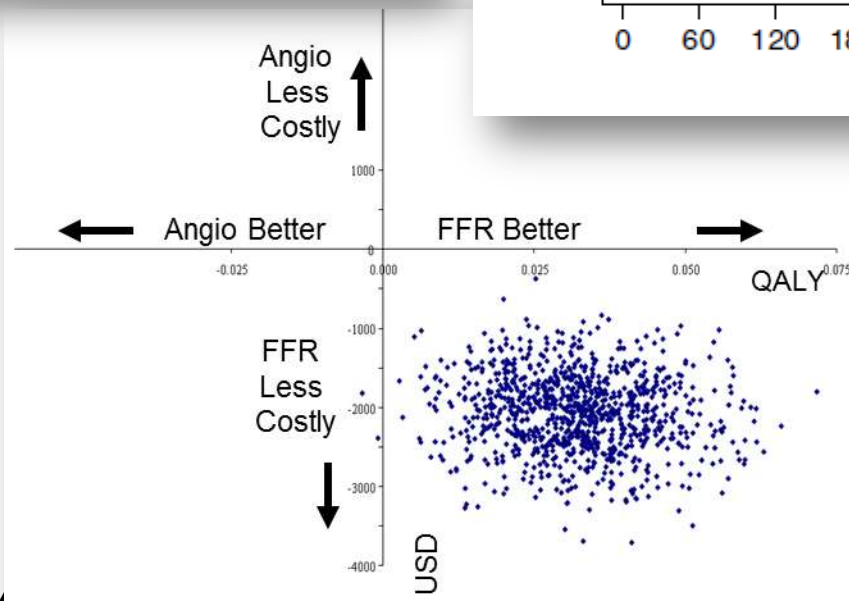 0 60 120
Angio
Less
Costly
1000
Angio Better FFR Better
0
-0.025 0.000 0.025 0.050 0.075
QALY
-1000
FFR
Less
Costly
-2000
-3000
-4000
USD